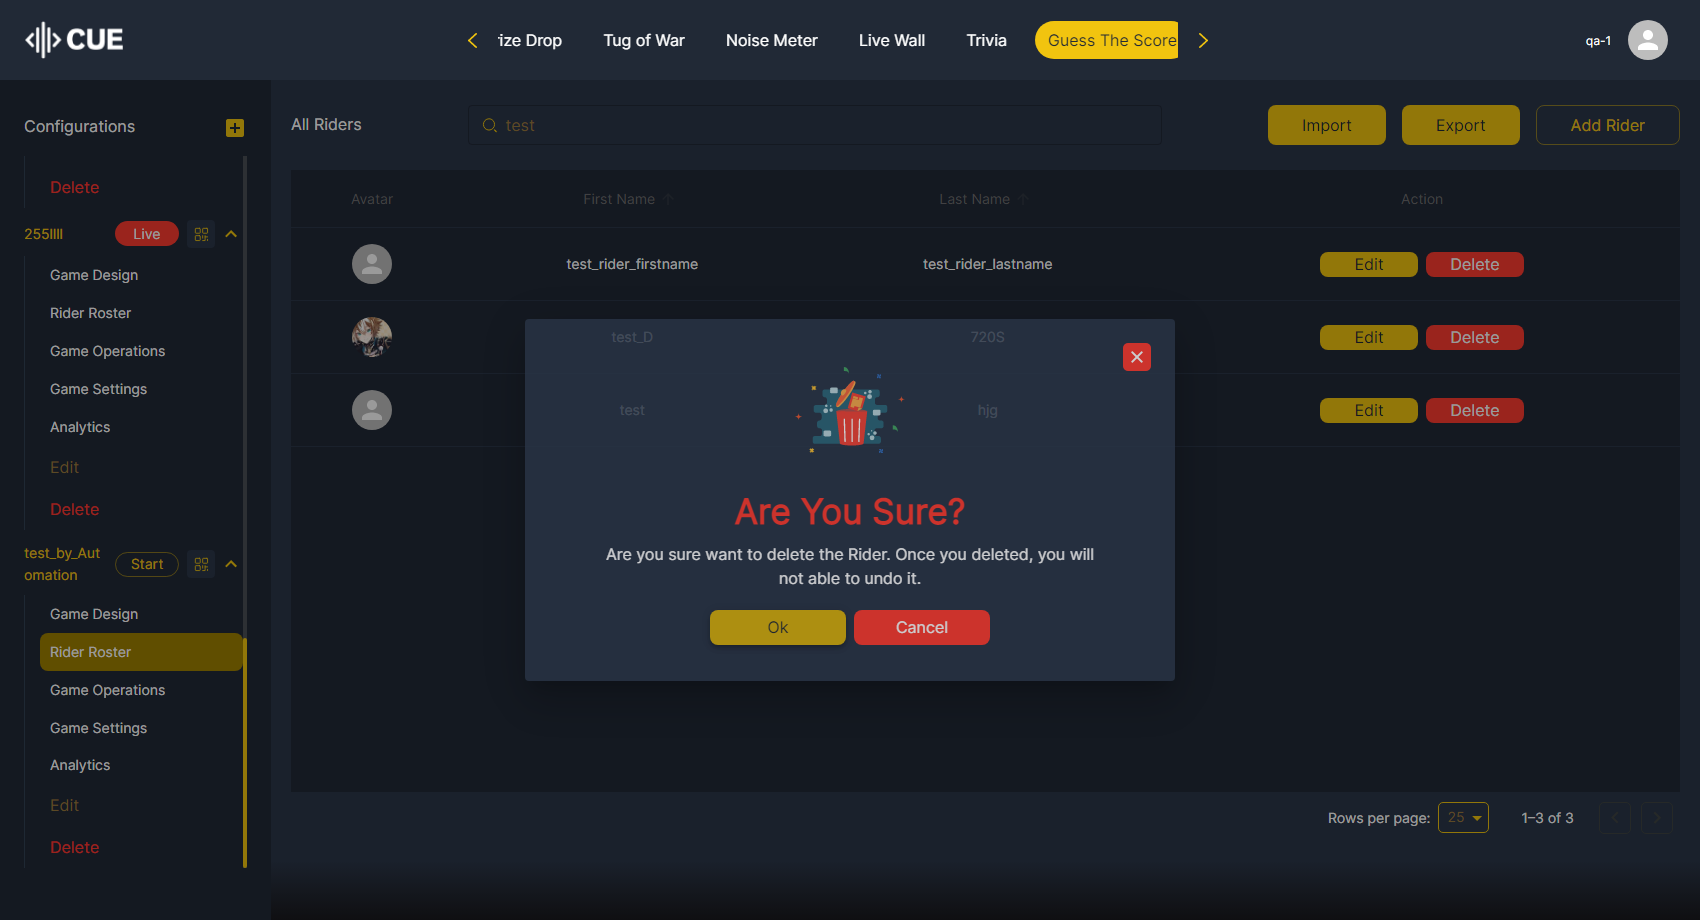 CUE
ize Drop
Tug of War
Noise Meter
Live Wall
Trivia
Guess The Score
qa-1
Configurations
Delete
255llll
Live
Game Design
Rider Roster
Game Operations
Game Settings
Analytics
Edit
Delete
test_by_Aut
omation
Start
Game Design
Rider Roster
Game Operations
Game Settings
Analytics
Edit
Delete
All Riders
test
Import
Export
Add Rider
Avatar
First Name
Last Name
Action
test_rider_firstname
test_rider_lastname
Edit
Delete
test_D
720S
Edit
Delete
test
hjg
Edit
Delete
Are You Sure?
Are you sure want to delete the Rider. Once you deleted, you will
not able to undo it.
Ok
Cancel
Rows per page:
25
1–3 of 3